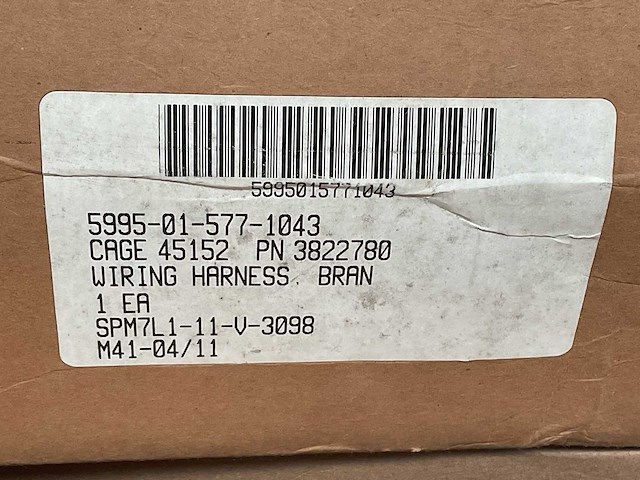 5995015771043
5995-01-577-1043
CAGE 45152 PN 3822780
WIRING HARNESS, BRAN
1 EA
SPM7L1-11-V-3098
M41-04/11